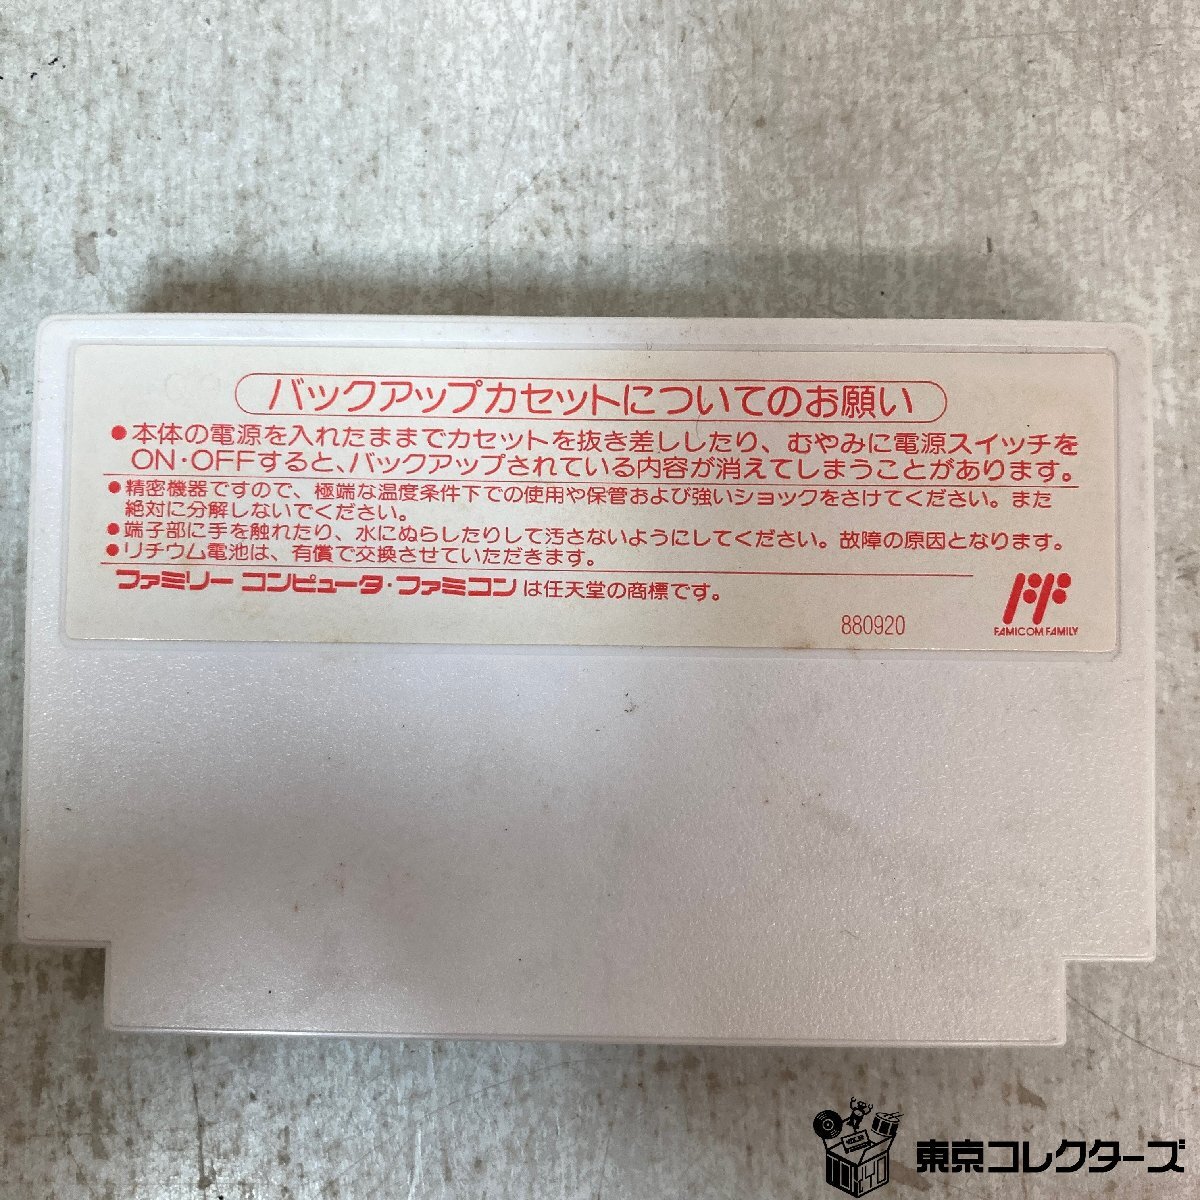 バックアップカセットについてのお願い
●本体の電源を入れたままでカセットを抜き差ししたり、むやみに電源スイッチを
ON・OFFすると、バックアップされている内容が消えてしまうことがあります。
●精密機器ですので、極端な温度条件下での使用や保管および強いショックをさけてください。また
絶対に分解しないでください。
●端子部に手を触れたり、水にぬらしたりして汚さないようにしてください。故障の原因となります。
●リチウム電池は、有償で交換させていただきます。
ファミリーコンピュータ・ファミコンは任天堂の商標です。
FAMICOM FAMILY
880920
TOKYO
東京コレクターズ